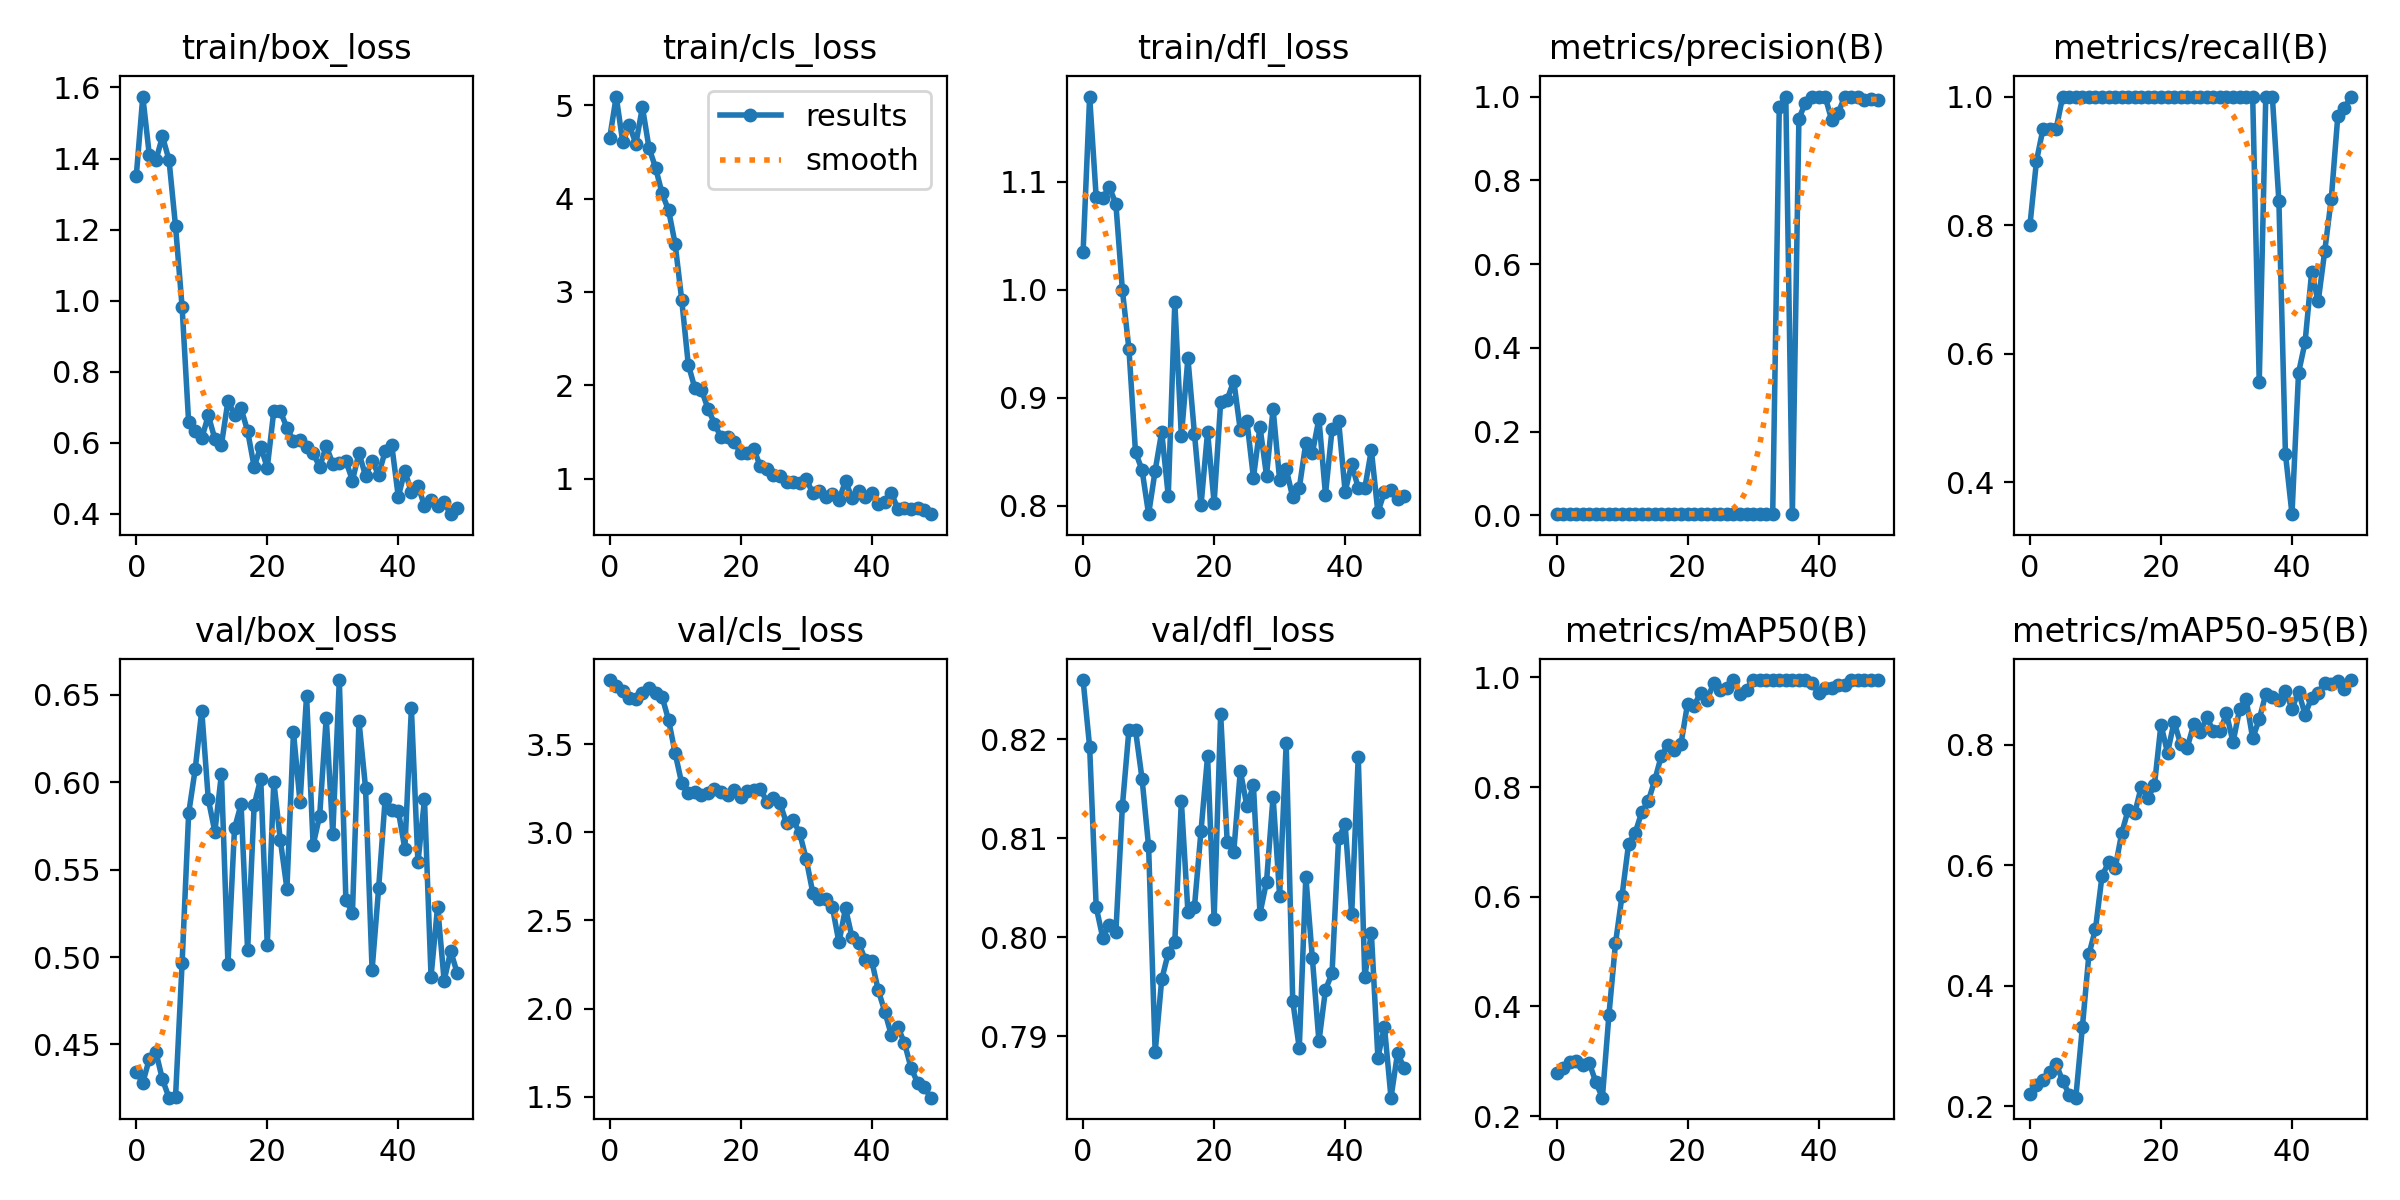 train/box_loss
1.6
1.4
1.2
1.0
0.8
0.6
0.4
0 20 40
train/cls_loss
results
smooth
5
4
3
2
1
0 20 40
train/dfl_loss
1.1
1.0
0.9
0.8
0 20 40
metrics/precision(B)
1.0
0.8
0.6
0.4
0.2
0.0
0 20 40
metrics/recall(B)
1.0
0.8
0.6
0.4
0 20 40
val/box_loss
0.65
0.60
0.55
0.50
0.45
0 20 40
val/cls_loss
3.5
3.0
2.5
2.0
1.5
0 20 40
val/dfl_loss
0.82
0.81
0.80
0.79
0 20 40
metrics/mAP50(B)
1.0
0.8
0.6
0.4
0.2
0 20 40
metrics/mAP50-95(B)
0.8
0.6
0.4
0.2
0 20 40